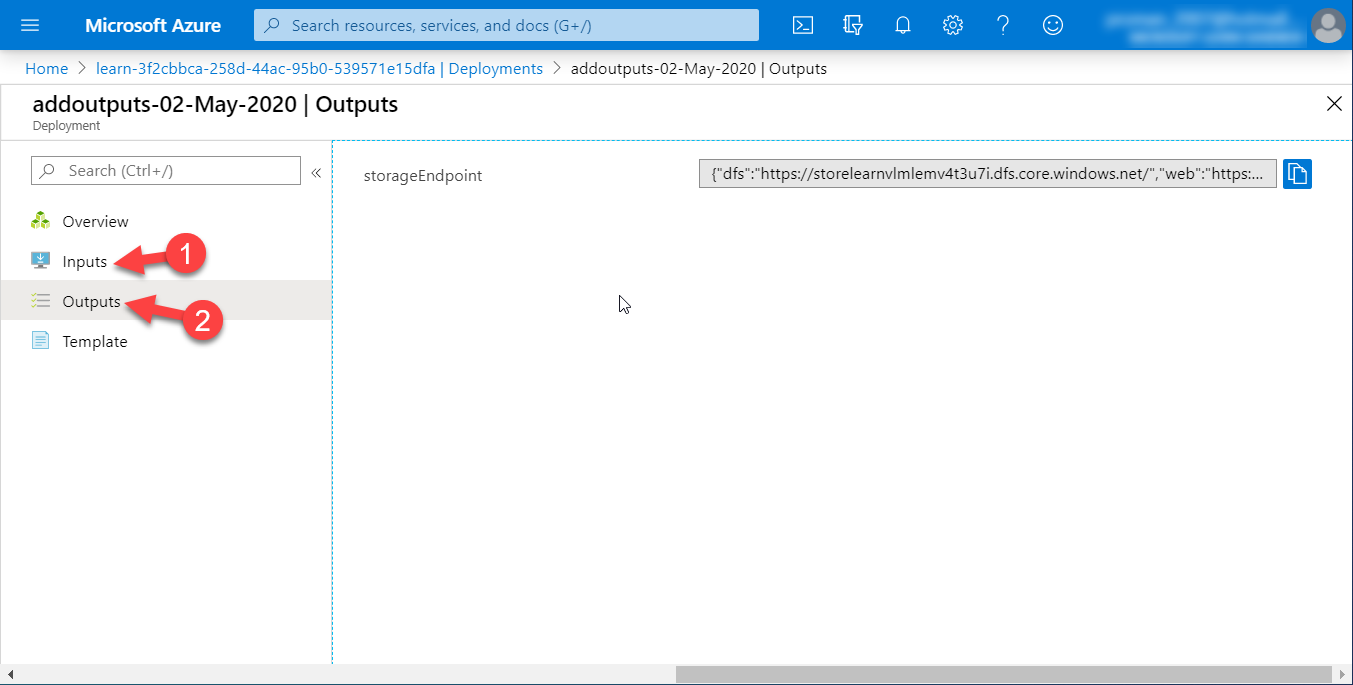 Microsoft Azure
Search resources, services, and docs (G+/)
Home > learn-3f2cbbca-258d-44ac-95b0-539571e15dfa | Deployments > addoutputs-02-May-2020 | Outputs
addoutputs-02-May-2020 | Outputs
Deployment
Search (Ctrl+/) «
storageEndpoint {"dfs":"https://storelearnvlmlemv4t3u7i.dfs.core.windows.net/","web":"https:...
Overview
Inputs 1
Outputs 2
Template